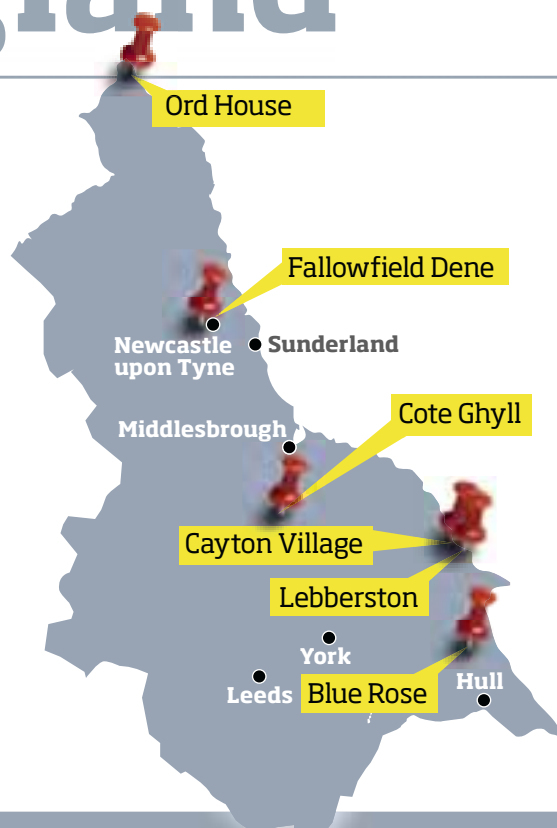 land
Ord House
Fallowfield Dene
Newcastle
upon Tyne
Sunderland
Cote Ghyll
Middlesbrough
Cayton Village
Lebberston
York
Leeds
Blue Rose
Hull